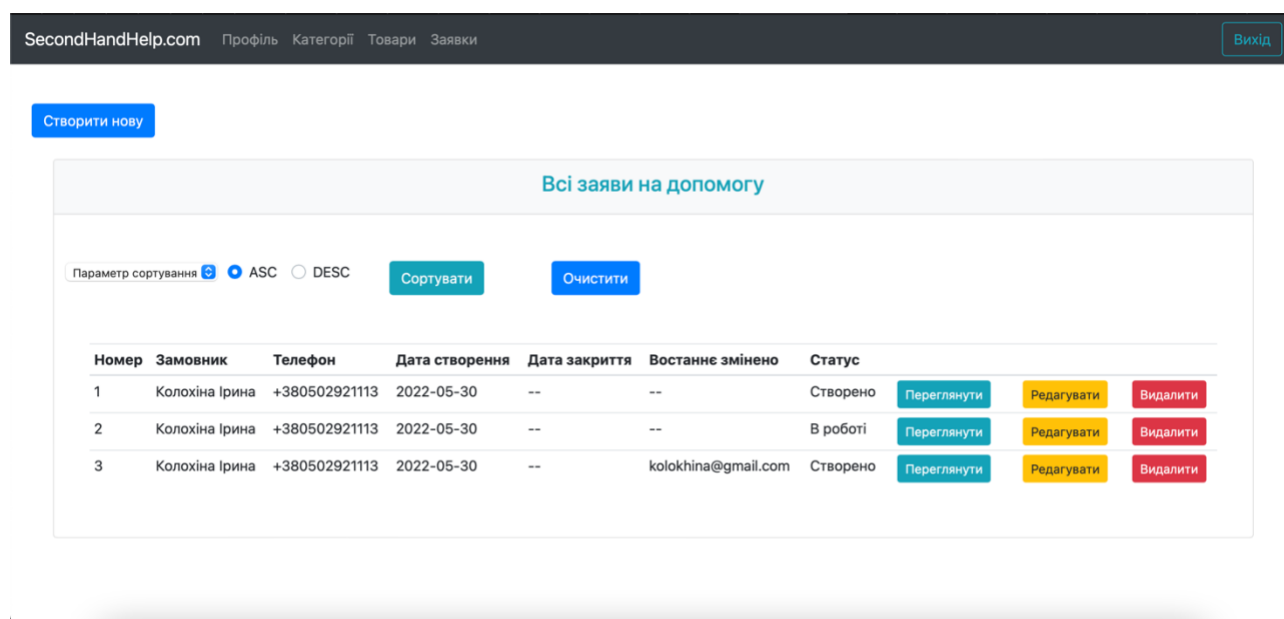 SecondHandHelp.com Профіль Категорії Товари Заявки Вихід
Створити нову
Всі заяви на допомогу
Параметр сортування ASC DESC Сортувати Очистити
Номер Замовник Телефон Дата створення Дата закриття Востаннє змінено Статус
1 Колохіна Ірина +380502921113 2022-05-30 -- -- Створено Переглянути Редагувати Видалити
2 Колохіна Ірина +380502921113 2022-05-30 -- -- В роботі Переглянути Редагувати Видалити
3 Колохіна Ірина +380502921113 2022-05-30 -- kolokhina@gmail.com Створено Переглянути Редагувати Видалити